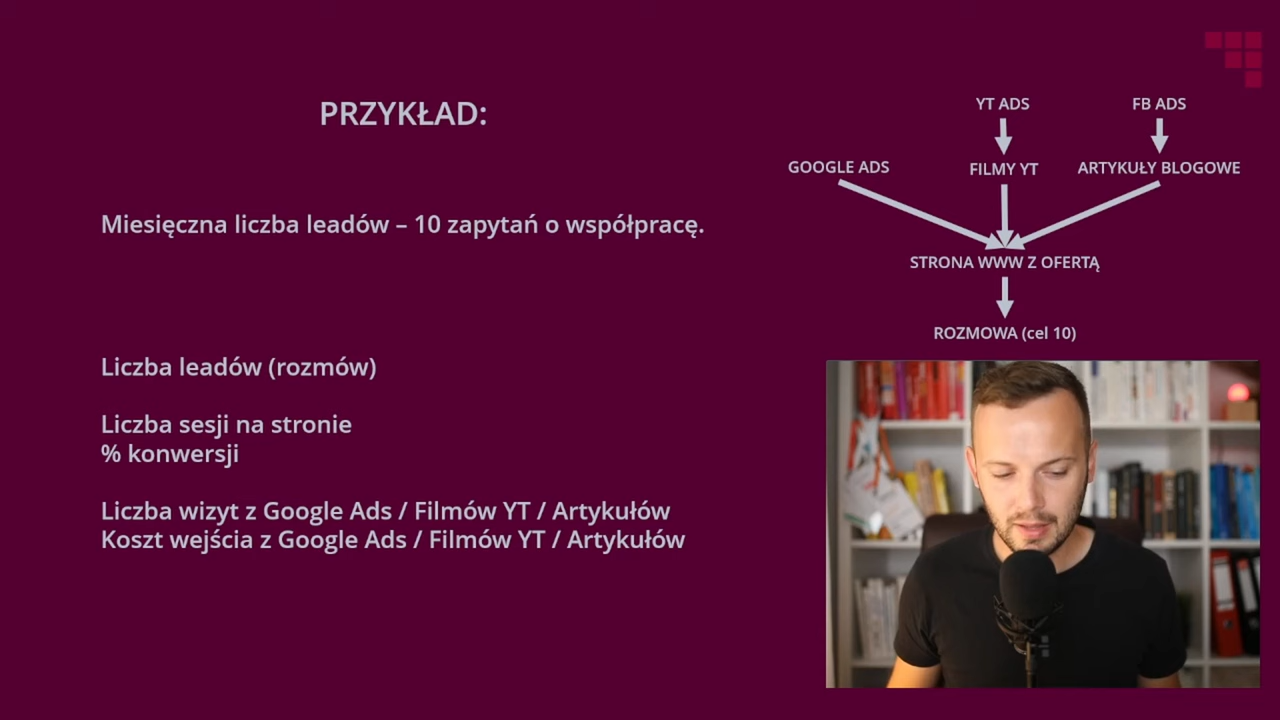 PRZYKŁAD:
Miesięczna liczba leadów – 10 zapytań o współpracę.
Liczba leadów (rozmów)
Liczba sesji na stronie
% konwersji
Liczba wizyt z Google Ads / Filmów YT / Artykułów
Koszt wejścia z Google Ads / Filmów YT / Artykułów
YT ADS
FB ADS
GOOGLE ADS
FILMY YT
ARTYKUŁY BLOGOWE
STRONA WWW Z OFERTĄ
ROZMOWA (cel 10)